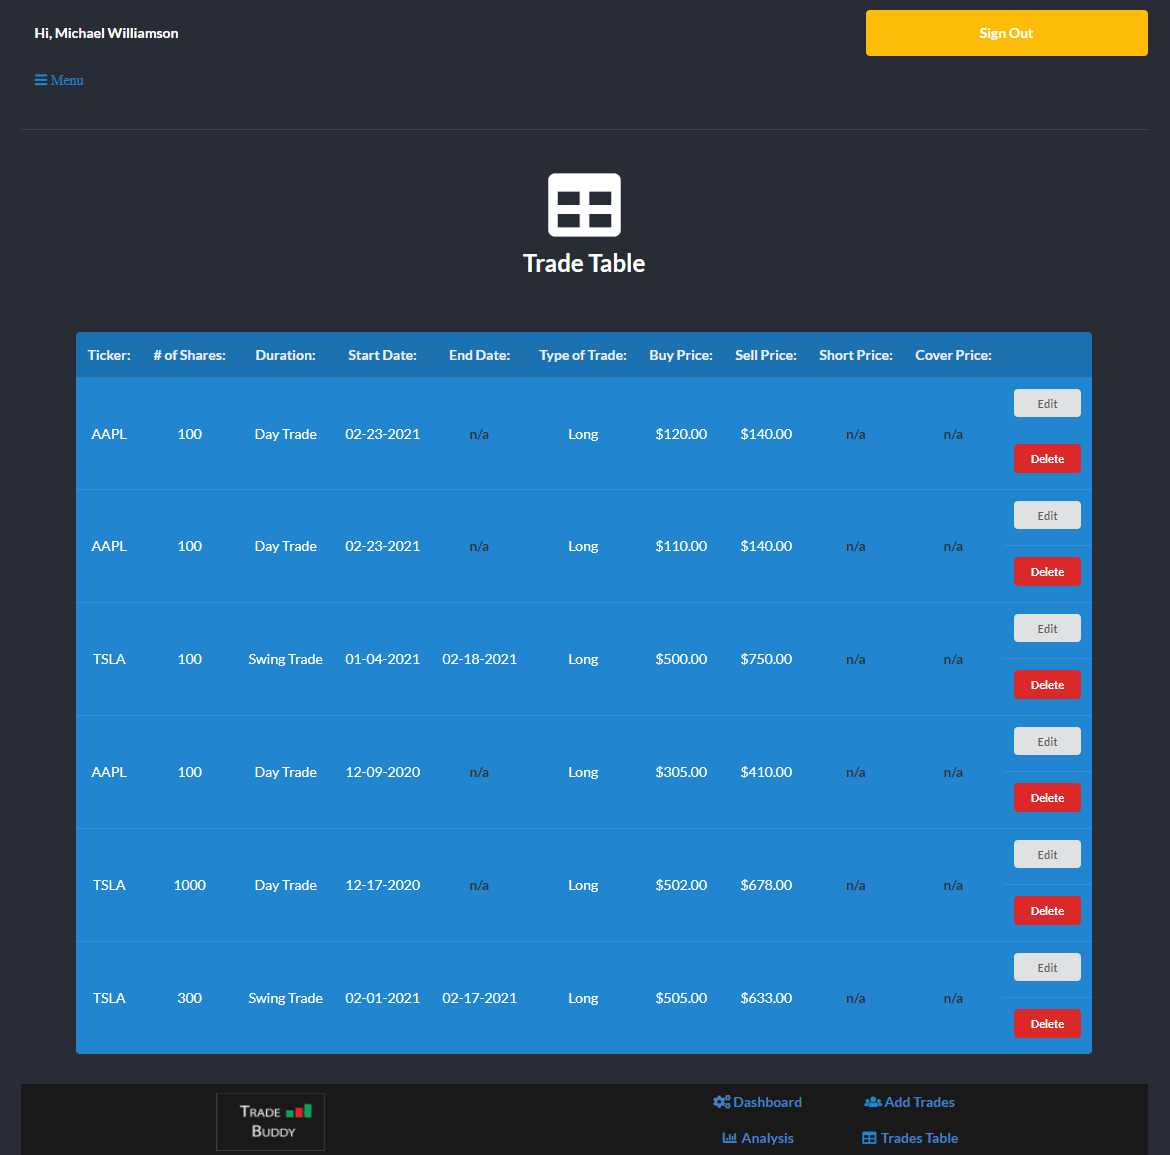 Hi, Michael Williamson
Sign Out
Menu
Trade Table
Ticker: # of Shares: Duration: Start Date: End Date: Type of Trade: Buy Price: Sell Price: Short Price: Cover Price:
AAPL 100 Day Trade 02-23-2021 n/a Long $120.00 $140.00 n/a n/a
Edit
Delete
AAPL 100 Day Trade 02-23-2021 n/a Long $110.00 $140.00 n/a n/a
Edit
Delete
TSLA 100 Swing Trade 01-04-2021 02-18-2021 Long $500.00 $750.00 n/a n/a
Edit
Delete
AAPL 100 Day Trade 12-09-2020 n/a Long $305.00 $410.00 n/a n/a
Edit
Delete
TSLA 1000 Day Trade 12-17-2020 n/a Long $502.00 $678.00 n/a n/a
Edit
Delete
TSLA 300 Swing Trade 02-01-2021 02-17-2021 Long $505.00 $633.00 n/a n/a
Edit
Delete
Trade
Buddy
Dashboard Add Trades
Analysis Trades Table